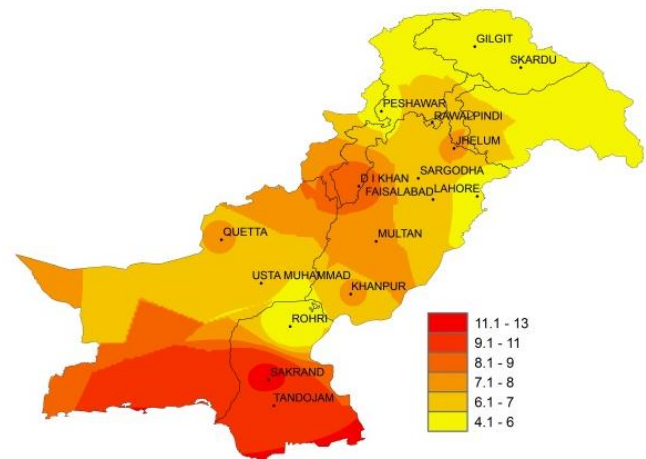 GILGIT
SKARDU
PESHAWAR
RAWALPINDI
JHELUM
SARGODHA
D I KHAN
FAISALABAD
LAHORE
QUETTA
MULTAN
USTA MUHAMMAD
KHANPUR
ROHRI
SAKRAND
TANDOJAM
11.1 - 13
9.1 - 11
8.1 - 9
7.1 - 8
6.1 - 7
4.1 - 6